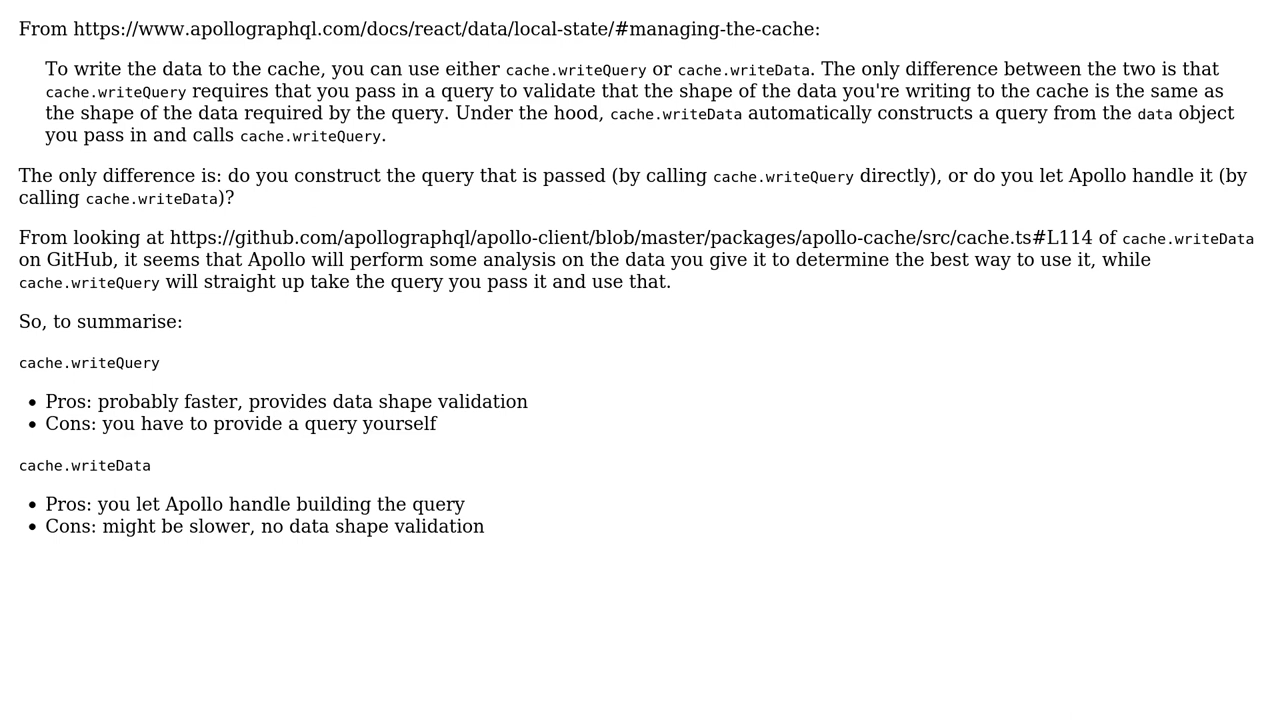 From https://www.apollographql.com/docs/react/data/local-state/#managing-the-cache:
To write the data to the cache, you can use either cache.writeQuery or cache.writeData. The only difference between the two is that
cache.writeQuery requires that you pass in a query to validate that the shape of the data you're writing to the cache is the same as
the shape of the data required by the query. Under the hood, cache.writeData automatically constructs a query from the data object
you pass in and calls cache.writeQuery.
The only difference is: do you construct the query that is passed (by calling cache.writeQuery directly), or do you let Apollo handle it (by
calling cache.writeData)?
From looking at https://github.com/apollographql/apollo-client/blob/master/packages/apollo-cache/src/cache.ts#L114 of cache.writeData
on GitHub, it seems that Apollo will perform some analysis on the data you give it to determine the best way to use it, while
cache.writeQuery will straight up take the query you pass it and use that.
So, to summarise:
cache.writeQuery
• Pros: probably faster, provides data shape validation
• Cons: you have to provide a query yourself
cache.writeData
• Pros: you let Apollo handle building the query
• Cons: might be slower, no data shape validation